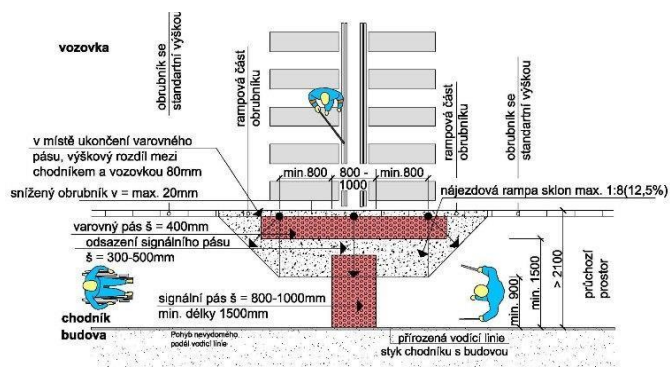 vozovka
obrubník se
standartní výškou
rampová část
obrubníku
rampová část
obrubníku
obrubník se
standartní výškou
v místě ukončení varovného
pásu, výškový rozdíl mezi
chodníkem a vozovkou 80mm
min.800
800 -
1000
min.800
snížený obrubník v = max. 20mm
nájezdová rampa sklon max. 1:8(12,5%)
varovný pás š = 400mm
odsazení signálního pásu
š = 300-500mm
signální pás š = 800-1000mm
min. délky 1500mm
min. 900
min. 1500
> 2100
průchozí
prostor
chodník
budova
Pohyb nevydomého
podél vodící linie
přirozená vodící linie
styk chodníku s budovou